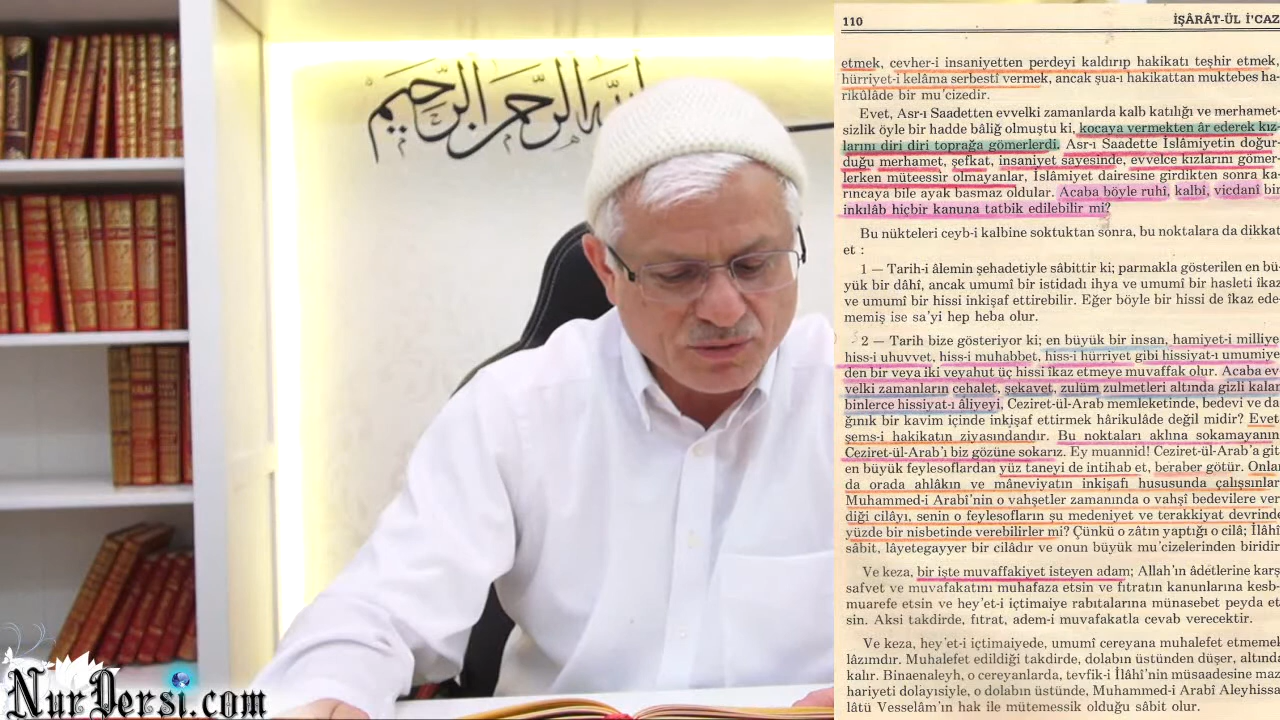 الله الرحمن الرحيم
110 İŞÂRÂT-ÜL İ'CAZ
etmek, cevher-i insaniyetten perdeyi kaldırıp hakikatı teşhir etmek,
hürriyet-i kelâma serbestî vermek, ancak şua-ı hakikattan muktebes ha-
rikulâde bir mu'cizedir.
Evet, Asr-ı Saadetten evvelki zamanlarda kalb katılığı ve merhamet-
sizlik öyle bir hadde bâliğ olmuştu ki, kocaya vermekten âr ederek kız-
larını diri diri toprağa gömerlerdi. Asr-ı Saadette İslâmiyetin doğur-
duğu merhamet, şefkat, insaniyet sayesinde, evvelce kızlarını gömer-
lerken müteessir olmayanlar, İslâmiyet dairesine girdikten sonra ka-
rıncaya bile ayak basmaz oldular. Acaba böyle ruhî, kalbî, vicdanî bir
inkılâb hiçbir kanuna tatbik edilebilir mi?
Bu nükteleri ceyb-i kalbine soktuktan sonra, bu noktalara da dikkat
et :
1 — Tarih-i âlemin şehadetiyle sâbittir ki; parmakla gösterilen en bü-
yük bir dâhî, ancak umumî bir istidadı ihya ve umumî bir hasleti ikaz
ve umumî bir hissi inkişaf ettirebilir. Eğer böyle bir hissi de ikaz ede
memiş ise sa'yi hep heba olur.
2 — Tarih bize gösteriyor ki; en büyük bir insan, hamiyet-i milliye
hiss-i uhuvvet, hiss-i muhabbet, hiss-i hürriyet gibi hissiyat-ı umumiye
den bir veya iki veyahut üç hissi ikaz etmeye muvaffak olur. Acaba ev
velki zamanların cehalet, şekavet, zulüm zulmetleri altında gizli kalan
binlerce hissiyat-ı âliyeyi, Ceziret-ül-Arab memleketinde, bedevi ve da
ğınık bir kavim içinde inkişaf ettirmek hârikulâde değil midir? Evet
şems-i hakikatın ziyasındandır. Bu noktaları aklına sokamayanın
Ceziret-ül-Arab'ı biz gözüne sokarız. Ey muannid! Ceziret-ül-Arab'a git
en büyük feylesoflardan yüz taneyi de intihab et, beraber götür. Onla
da orada ahlâkın ve mâneviyatın inkişafı hususunda çalışsınlar
Muhammed-i Arabî'nin o vahşetler zamanında o vahşî bedevilere ver
diği cilâyı, senin o feylesofların şu medeniyet ve terakkiyat devrinde
yüzde bir nisbetinde verebilirler mi? Çünkü o zâtın yaptığı o cilâ; İlâhî
sâbit, lâyetegayyer bir cilâdır ve onun büyük mu'cizelerinden biridir
Ve keza, bir işte muvaffakiyet isteyen adam; Allah'ın âdetlerine karş
safvet ve muvafakatını muhafaza etsin ve fıtratın kanunlarına kesb-
muarefe etsin ve hey'et-i içtimaiye rabıtalarına münasebet peyda et
sin. Aksi takdirde, fıtrat, adem-i muvafakatla cevab verecektir.
Ve keza, hey'et-i içtimaiyede, umumî cereyana muhalefet etmemek
lâzımdır. Muhalefet edildiği takdirde, dolabın üstünden düşer, altında
kalır. Binaenaleyh, o cereyanlarda, tevfik-i İlâhî'nin müsaadesine maz
hariyeti dolayısiyle, o dolabın üstünde, Muhammed-i Arabî Aleyhissa
lâtü Vesselâm'ın hak ile mütemessik olduğu sâbit olur.
NurDersi.com